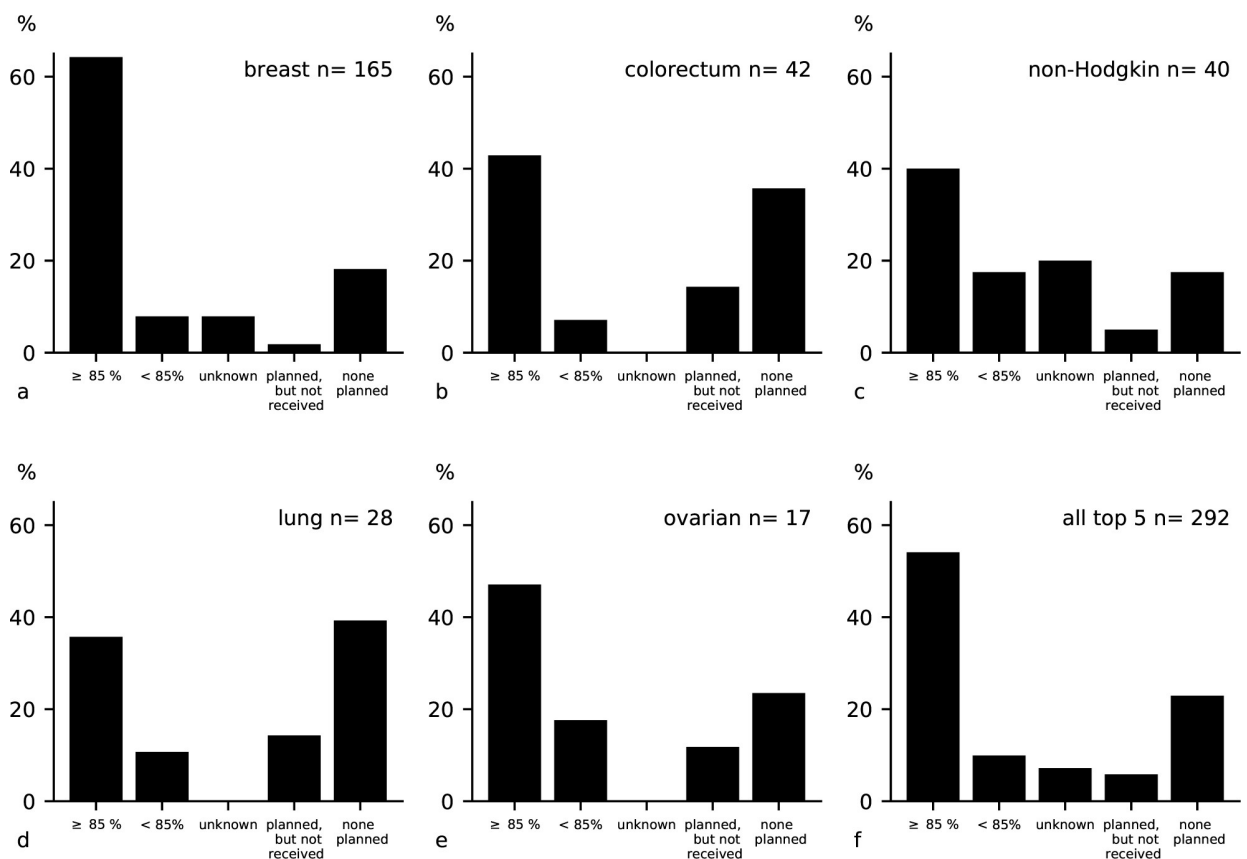 %
60
40
20
0
breast n= 165
≥ 85 %
< 85%
unknown
planned,
but not
received
none
planned
a
%
60
40
20
0
colorectum n= 42
≥ 85 %
< 85%
unknown
planned,
but not
received
none
planned
b
%
60
40
20
0
non-Hodgkin n= 40
≥ 85 %
< 85%
unknown
planned,
but not
received
none
planned
c
%
60
40
20
0
lung n= 28
≥ 85 %
< 85%
unknown
planned,
but not
received
none
planned
d
%
60
40
20
0
ovarian n= 17
≥ 85 %
< 85%
unknown
planned,
but not
received
none
planned
e
%
60
40
20
0
all top 5 n= 292
≥ 85 %
< 85%
unknown
planned,
but not
received
none
planned
f